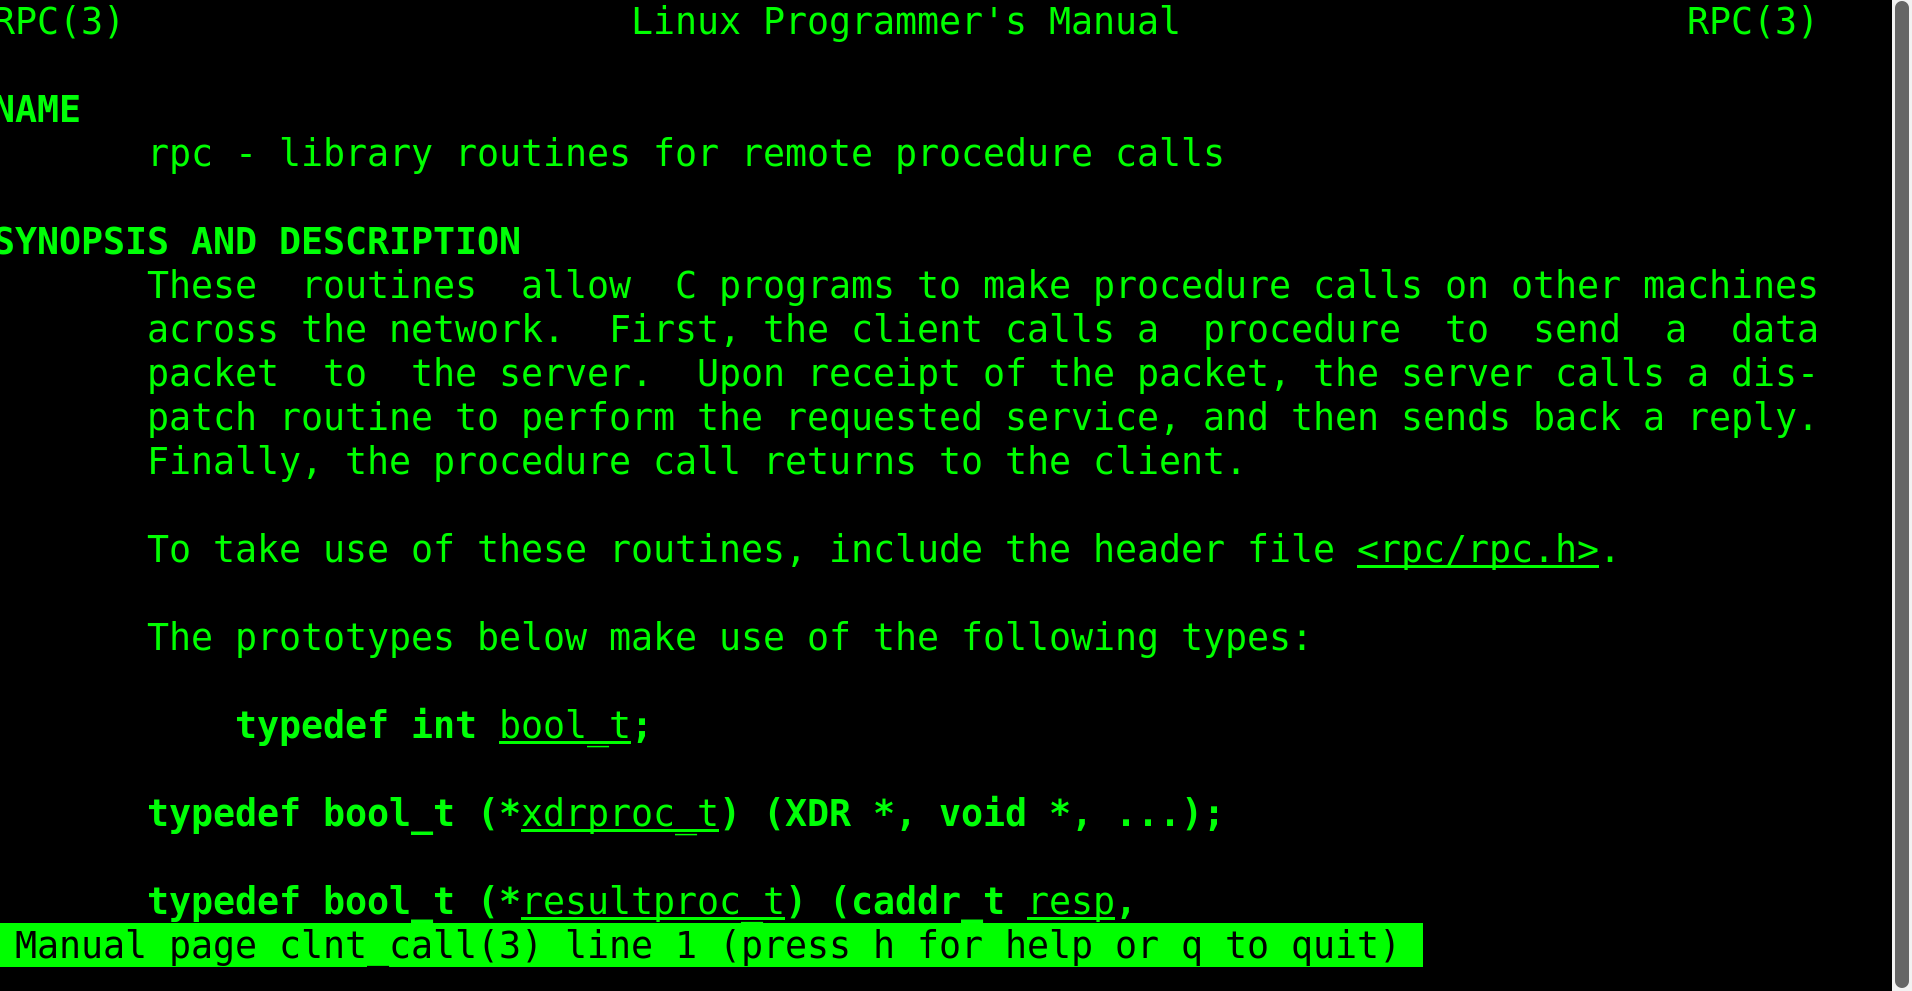 RPC(3)                       Linux Programmer's Manual                       RPC(3)
NAME
rpc - library routines for remote procedure calls
SYNOPSIS AND DESCRIPTION
These  routines  allow  C programs to make procedure calls on other machines
across the network.  First, the client calls a  procedure  to  send  a  data
packet  to  the server.  Upon receipt of the packet, the server calls a dis-
patch routine to perform the requested service, and then sends back a reply.
Finally, the procedure call returns to the client.
To take use of these routines, include the header file <rpc/rpc.h>.
The prototypes below make use of the following types:
typedef int bool_t;
typedef bool_t (*xdrproc_t) (XDR *, void *, ...);
typedef bool_t (*resultproc_t) (caddr_t resp,
Manual page clnt_call(3) line 1 (press h for help or q to quit)